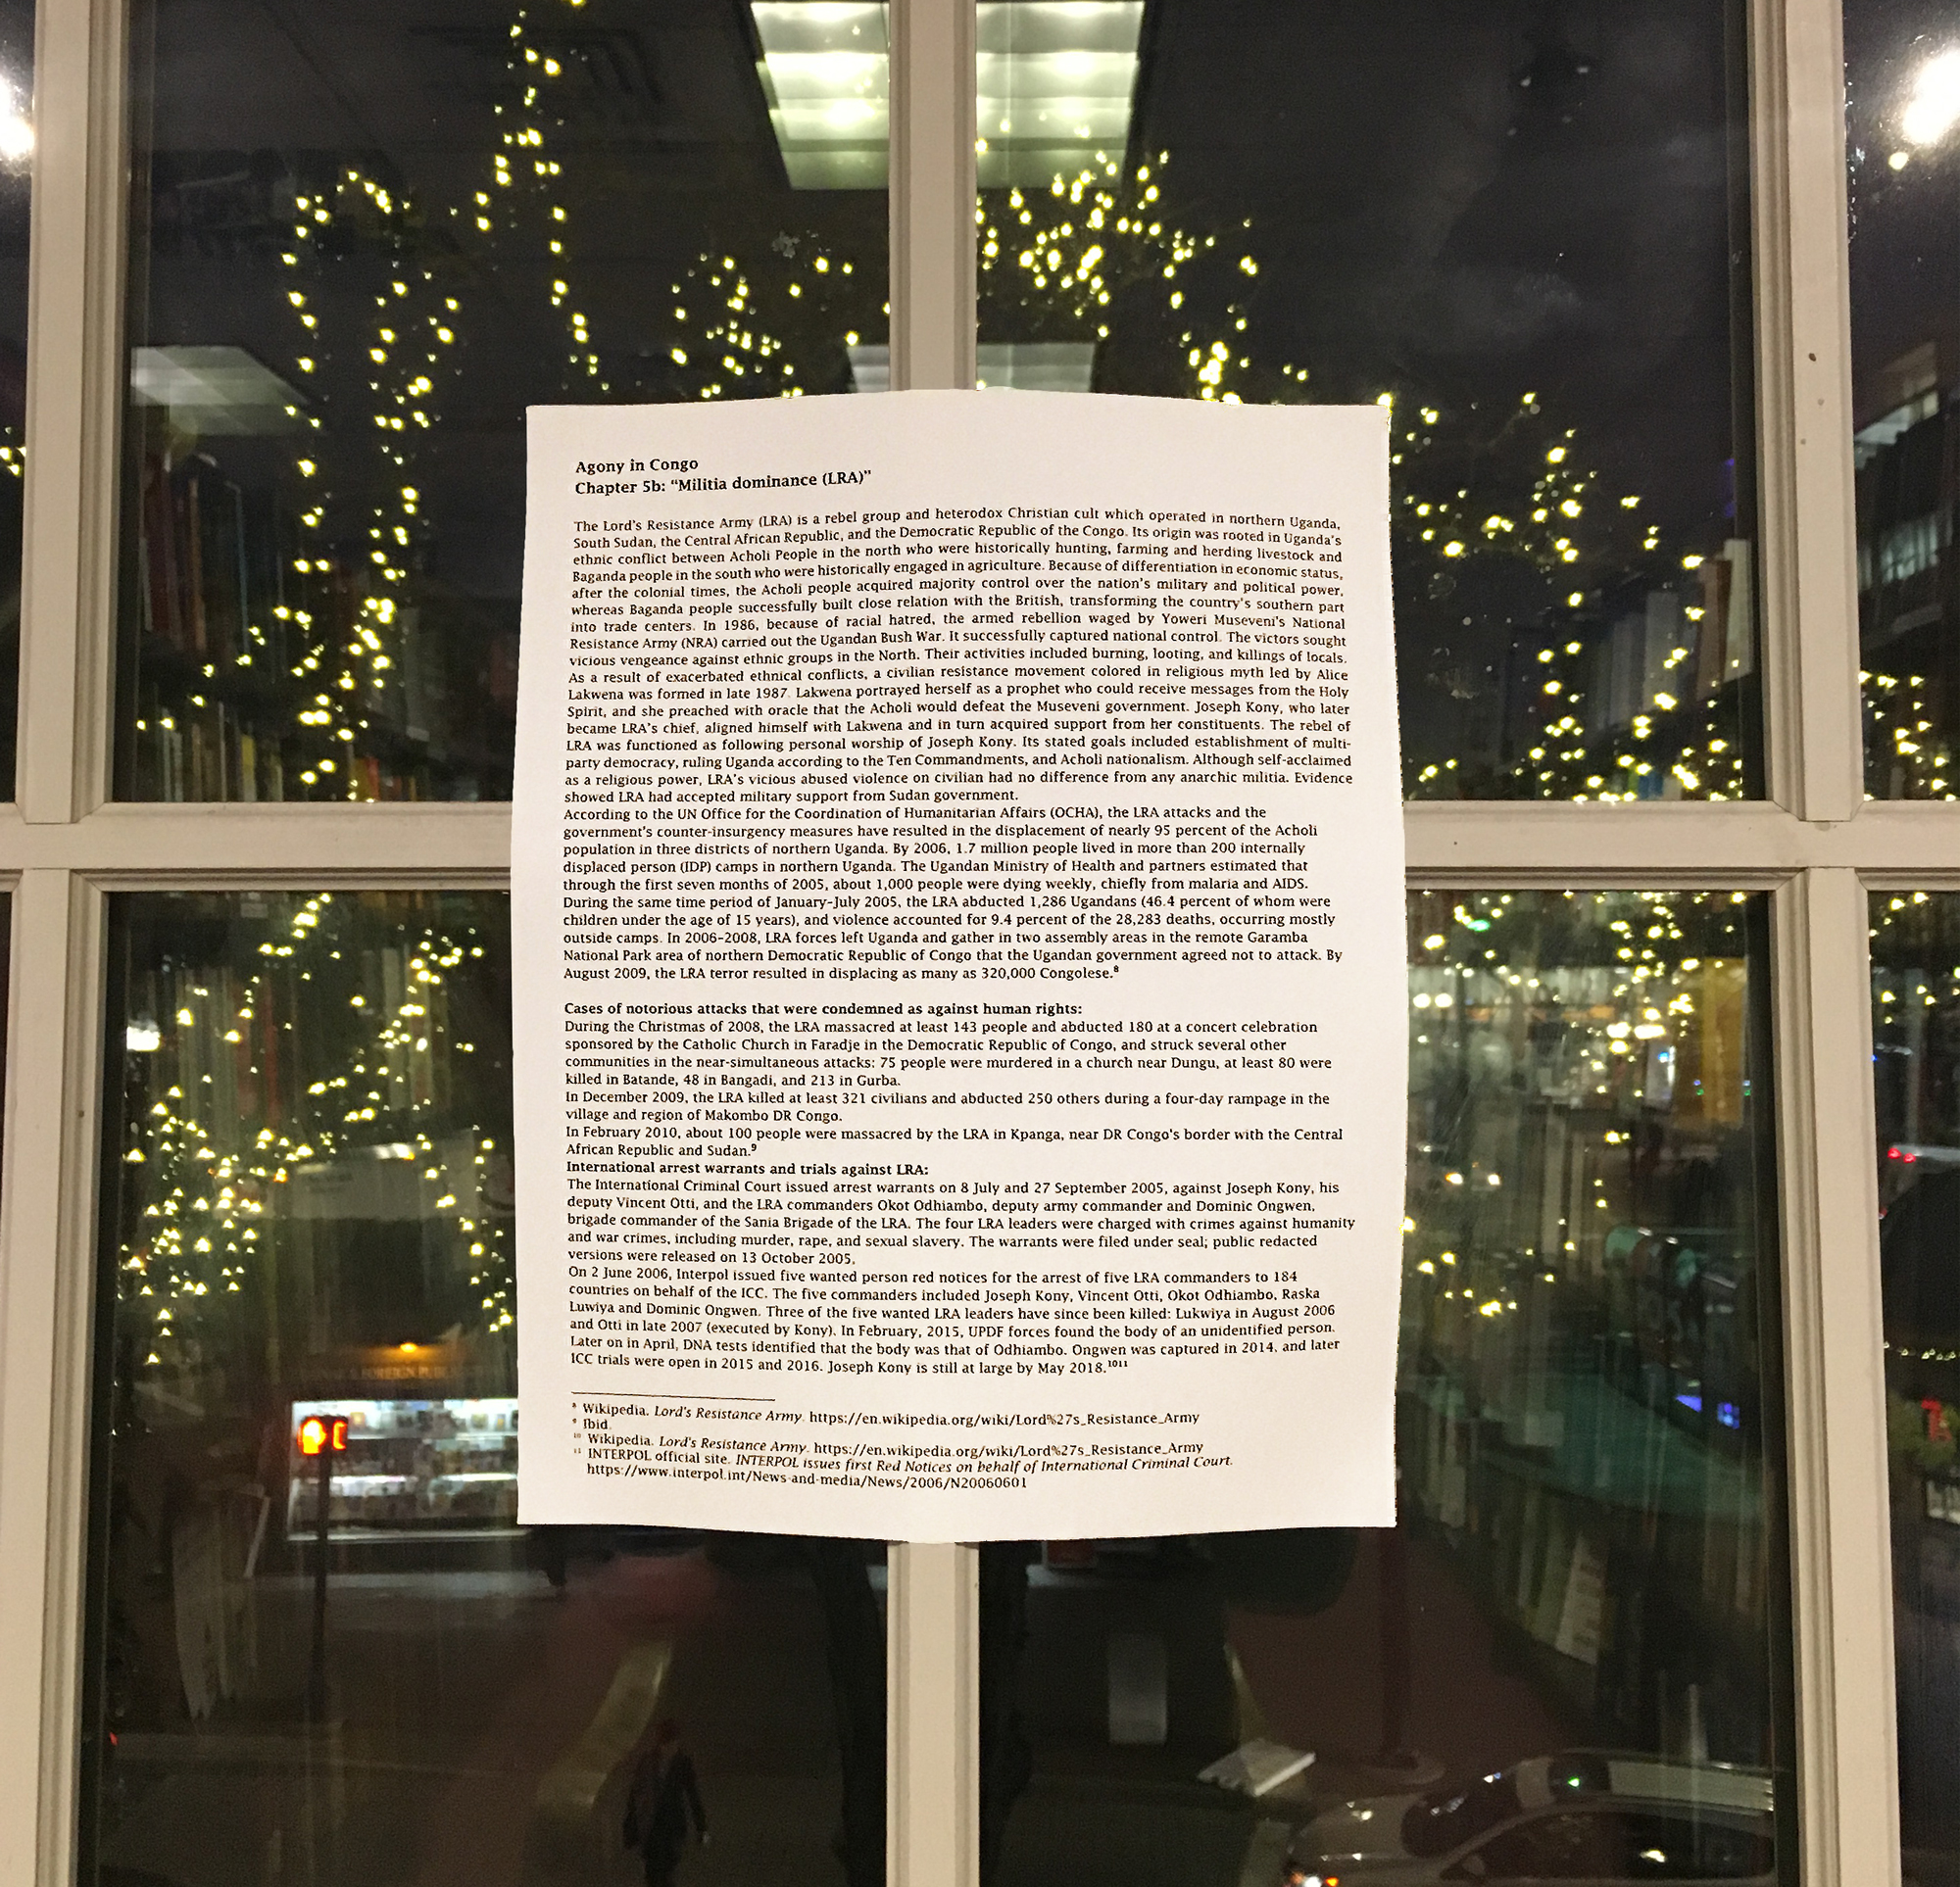 Agony in Congo
Chapter 5b: “Militia dominance (LRA)”
The Lord's Resistance Army (LRA) is a rebel group and heterodox Christian cult which operated in northern Uganda,
South Sudan, the Central African Republic, and the Democratic Republic of the Congo. Its origin was rooted in Uganda's
ethnic conflict between Acholi People in the north who were historically hunting, farming and herding livestock and
Baganda people in the south who were historically engaged in agriculture. Because of differentiation in economic status,
after the colonial times, the Acholi people acquired majority control over the nation's military and political power,
whereas Baganda people successfully built close relation with the British, transforming the country's southern part
into trade centers. In 1986, because of racial hatred, the armed rebellion waged by Yoweri Museveni's National
Resistance Army (NRA) carried out the Ugandan Bush War. It successfully captured national control. The victors sought
vicious vengeance against ethnic groups in the North. Their activities included burning, looting, and killings of locals.
As a result of exacerbated ethnical conflicts, a civilian resistance movement colored in religious myth led by Alice
Lakwena was formed in late 1987. Lakwena portrayed herself as a prophet who could receive messages from the Holy
Spirit, and she preached with oracle that the Acholi would defeat the Museveni government. Joseph Kony, who later
became LRA's chief, aligned himself with Lakwena and in turn acquired support from her constituents. The rebel of
LRA was functioned as following personal worship of Joseph Kony. Its stated goals included establishment of multi-
party democracy, ruling Uganda according to the Ten Commandments, and Acholi nationalism. Although self-acclaimed
as a religious power, LRA's vicious abused violence on civilian had no difference from any anarchic militia. Evidence
showed LRA had accepted military support from Sudan government.
According to the UN Office for the Coordination of Humanitarian Affairs (OCHA), the LRA attacks and the
government's counter-insurgency measures have resulted in the displacement of nearly 95 percent of the Acholi
population in three districts of northern Uganda. By 2006, 1.7 million people lived in more than 200 internally
displaced person (IDP) camps in northern Uganda. The Ugandan Ministry of Health and partners estimated that
through the first seven months of 2005, about 1,000 people were dying weekly, chiefly from malaria and AIDS.
During the same time period of January-July 2005, the LRA abducted 1,286 Ugandans (46.4 percent of whom were
children under the age of 15 years), and violence accounted for 9.4 percent of the 28,283 deaths, occurring mostly
outside camps. In 2006-2008, LRA forces left Uganda and gather in two assembly areas in the remote Garamba
National Park area of northern Democratic Republic of Congo that the Ugandan government agreed not to attack. By
August 2009, the LRA terror resulted in displacing as many as 320,000 Congolese.⁸
Cases of notorious attacks that were condemned as against human rights:
During the Christmas of 2008, the LRA massacred at least 143 people and abducted 180 at a concert celebration
sponsored by the Catholic Church in Faradje in the Democratic Republic of Congo, and struck several other
communities in the near-simultaneous attacks: 75 people were murdered in a church near Dungu, at least 80 were
killed in Batande, 48 in Bangadi, and 213 in Gurba.
In December 2009, the LRA killed at least 321 civilians and abducted 250 others during a four-day rampage in the
village and region of Makombo DR Congo.
In February 2010, about 100 people were massacred by the LRA in Kpanga, near DR Congo's border with the Central
African Republic and Sudan.⁹
International arrest warrants and trials against LRA:
The International Criminal Court issued arrest warrants on 8 July and 27 September 2005, against Joseph Kony, his
deputy Vincent Otti, and the LRA commanders Okot Odhiambo, deputy army commander and Dominic Ongwen,
brigade commander of the Sania Brigade of the LRA. The four LRA leaders were charged with crimes against humanity
and war crimes, including murder, rape, and sexual slavery. The warrants were filed under seal; public redacted
versions were released on 13 October 2005.
On 2 June 2006, Interpol issued five wanted person red notices for the arrest of five LRA commanders to 184
countries on behalf of the ICC. The five commanders included Joseph Kony, Vincent Otti, Okot Odhiambo, Raska
Luwiya and Dominic Ongwen. Three of the five wanted LRA leaders have since been killed: Lukwiya in August 2006
and Otti in late 2007 (executed by Kony). In February, 2015, UPDF forces found the body of an unidentified person.
Later on in April, DNA tests identified that the body was that of Odhiambo. Ongwen was captured in 2014, and later
ICC trials were open in 2015 and 2016. Joseph Kony is still at large by May 2018.¹⁰¹¹
⁸ Wikipedia. Lord's Resistance Army. https://en.wikipedia.org/wiki/Lord%27s_Resistance_Army
⁹ Ibid.
¹⁰ Wikipedia. Lord's Resistance Army. https://en.wikipedia.org/wiki/Lord%27s_Resistance_Army
¹¹ INTERPOL official site. INTERPOL issues first Red Notices on behalf of International Criminal Court.
https://www.interpol.int/News-and-media/News/2006/N20060601
FOREIGN